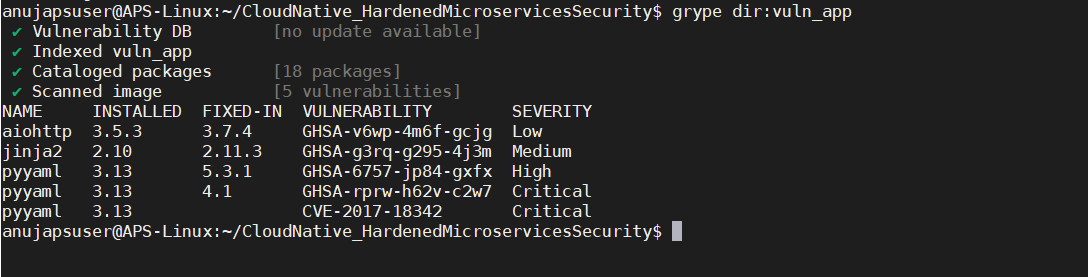 anujapsuser@APS-Linux:~/CloudNative_HardenedMicroservicesSecurity$ grype dir:vuln_app
✔ Vulnerability DB [no update available]
✔ Indexed vuln_app
✔ Cataloged packages [18 packages]
✔ Scanned image [5 vulnerabilities]
NAME INSTALLED FIXED-IN VULNERABILITY SEVERITY
aiohttp 3.5.3 3.7.4 GHSA-v6wp-4m6f-gcjg Low
jinja2 2.10 2.11.3 GHSA-g3rq-g295-4j3m Medium
pyyaml 3.13 5.3.1 GHSA-6757-jp84-gxfx High
pyyaml 3.13 4.1 GHSA-rprw-h62v-c2w7 Critical
pyyaml 3.13 CVE-2017-18342 Critical
anujapsuser@APS-Linux:~/CloudNative_HardenedMicroservicesSecurity$